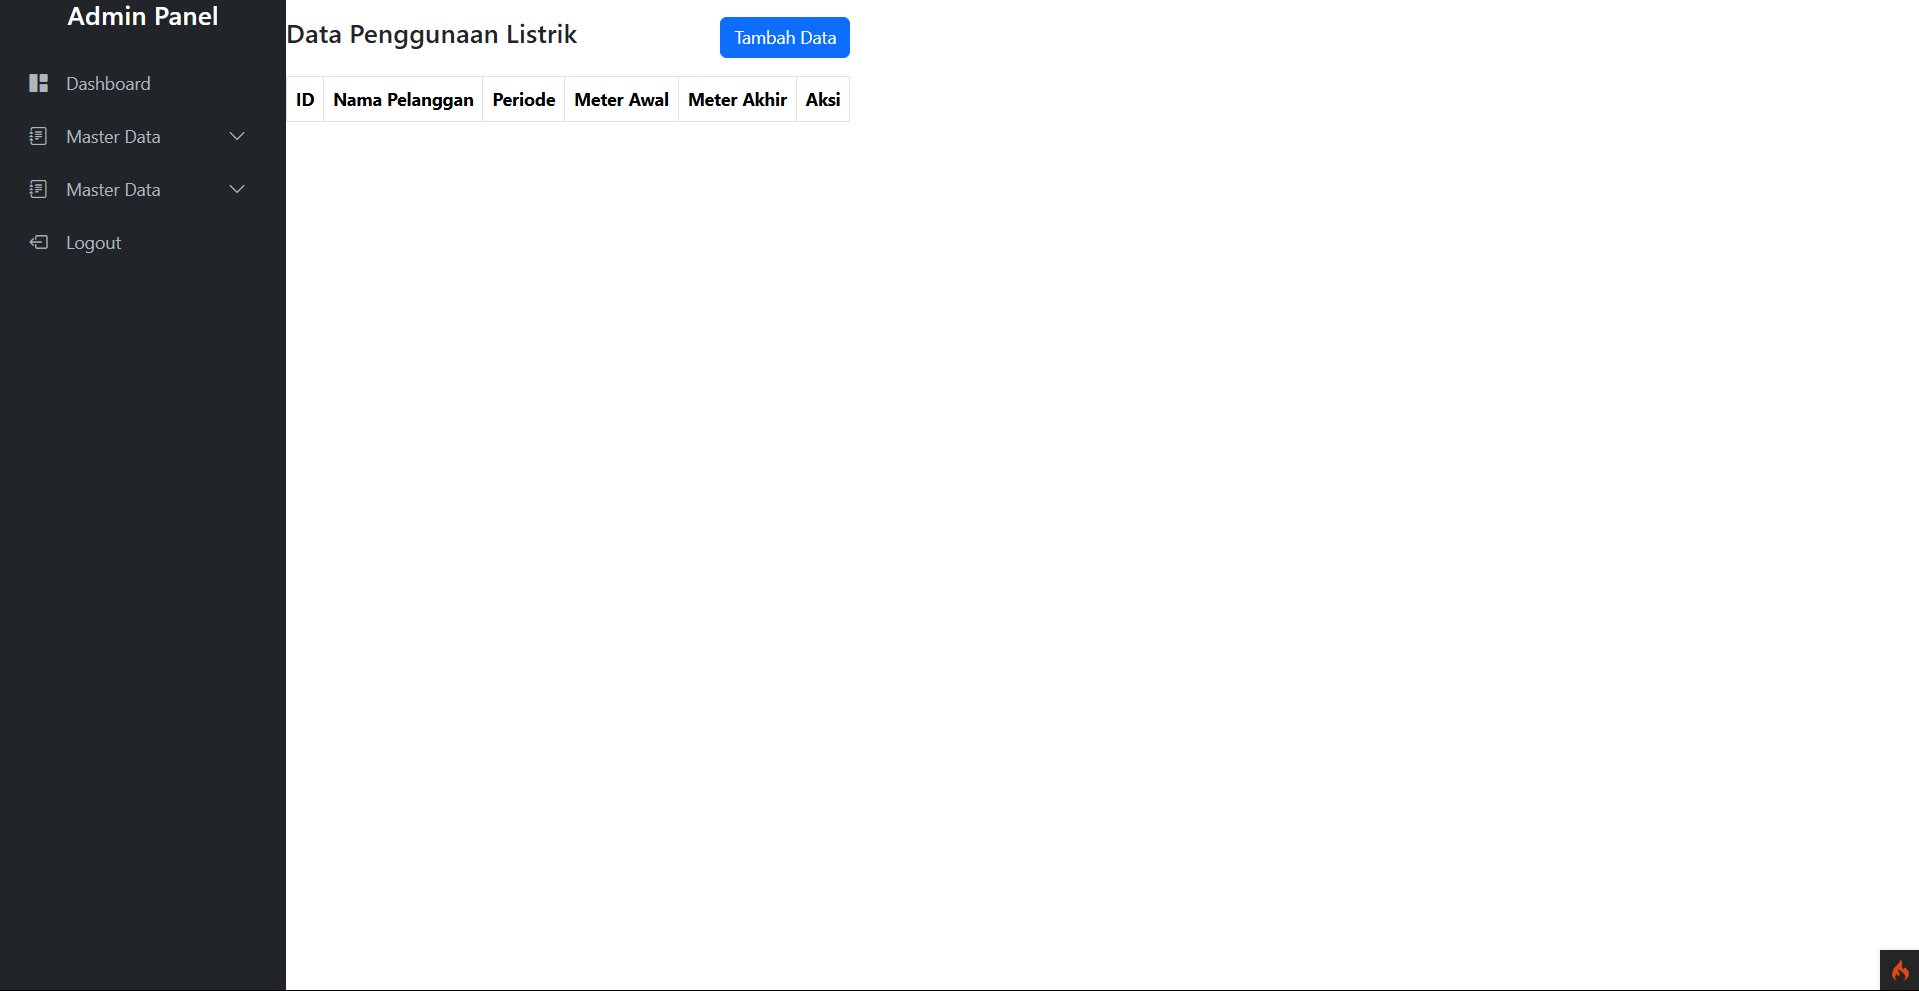 Admin Panel
Dashboard
Master Data
Master Data
Logout
Data Penggunaan Listrik
Tambah Data
ID Nama Pelanggan Periode Meter Awal Meter Akhir Aksi